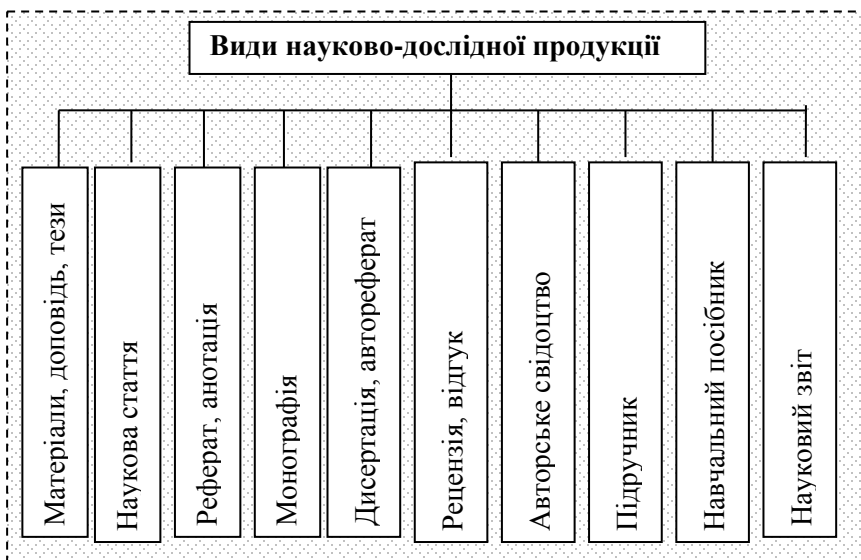 Види науково-дослідної продукції
Матеріали, доповідь, тези
Наукова стаття
Реферат, анотація
Монографія
Дисертація, автореферат
Рецензія, відгук
Авторське свідоцтво
Підручник
Навчальний посібник
Науковий звіт